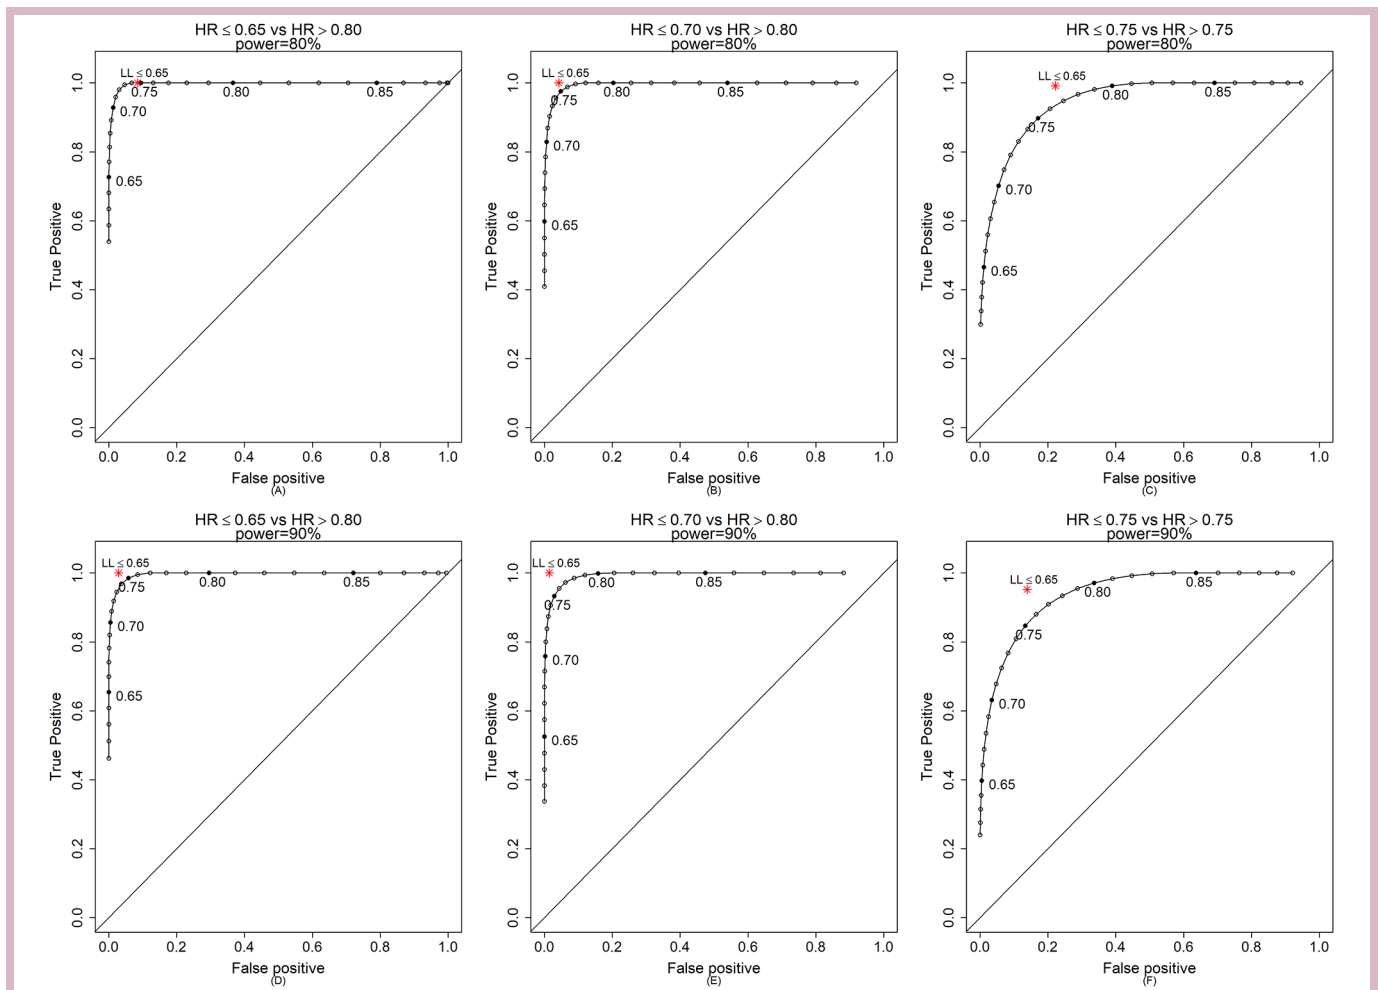 HR ≤ 0.65 vs HR > 0.80
power=80%
LL ≤ 0.65
0.75
0.80
0.85
0.70
0.65
True Positive
0.0 0.2 0.4 0.6 0.8 1.0
0.0 0.2 0.4 0.6 0.8 1.0
False positive
(A)
HR ≤ 0.70 vs HR > 0.80
power=80%
LL ≤ 0.65
0.75
0.80
0.85
0.70
0.65
True Positive
0.0 0.2 0.4 0.6 0.8 1.0
0.0 0.2 0.4 0.6 0.8 1.0
False positive
(B)
HR ≤ 0.75 vs HR > 0.75
power=80%
LL ≤ 0.65
0.80
0.85
0.75
0.70
0.65
True Positive
0.0 0.2 0.4 0.6 0.8 1.0
0.0 0.2 0.4 0.6 0.8 1.0
False positive
(C)
HR ≤ 0.65 vs HR > 0.80
power=90%
LL ≤ 0.65
0.75
0.80
0.85
0.70
0.65
True Positive
0.0 0.2 0.4 0.6 0.8 1.0
0.0 0.2 0.4 0.6 0.8 1.0
False positive
(D)
HR ≤ 0.70 vs HR > 0.80
power=90%
LL ≤ 0.65
0.80
0.85
0.75
0.70
0.65
True Positive
0.0 0.2 0.4 0.6 0.8 1.0
0.0 0.2 0.4 0.6 0.8 1.0
False positive
(E)
HR ≤ 0.75 vs HR > 0.75
power=90%
LL ≤ 0.65
0.85
0.80
0.75
0.70
0.65
True Positive
0.0 0.2 0.4 0.6 0.8 1.0
0.0 0.2 0.4 0.6 0.8 1.0
False positive
(F)